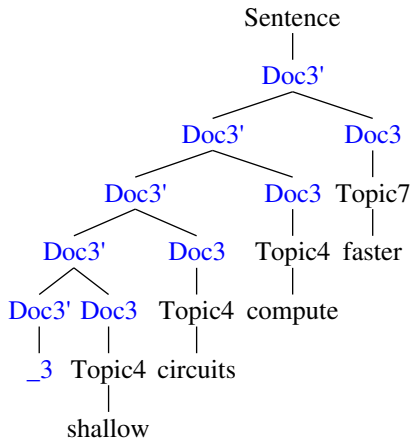 Sentence
Doc3'
Doc3' Doc3
Doc3' Doc3 Topic7
Doc3' Doc3 Topic4 faster
Doc3' Doc3 Topic4 compute
_3 Topic4 circuits
shallow